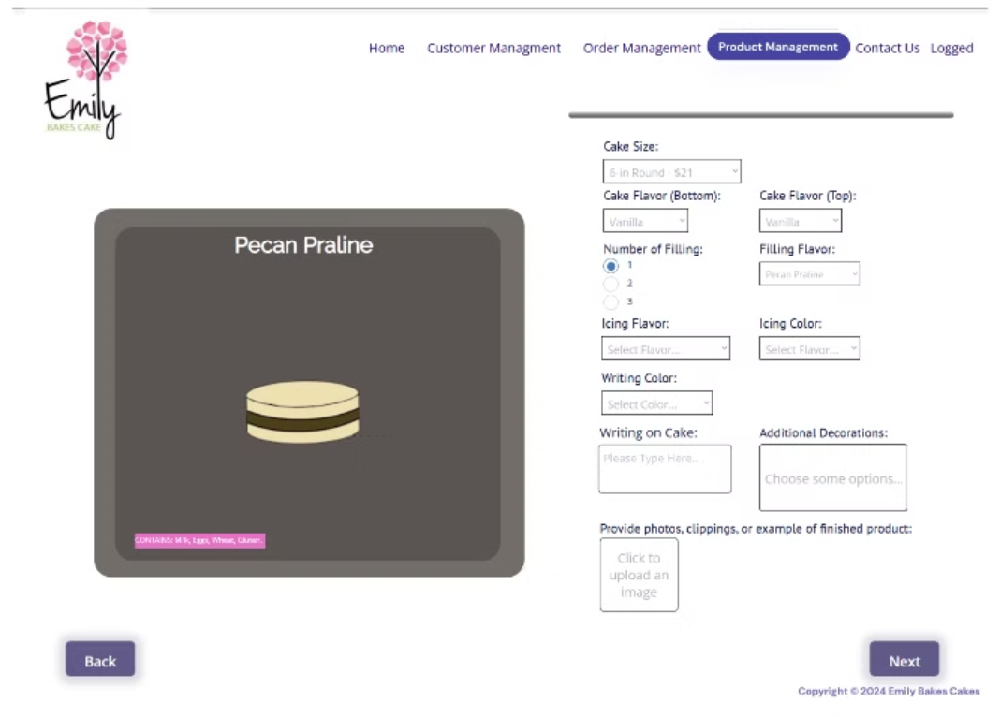 Emily
BAKES CAKE
Home Customer Managment Order Management Product Management Contact Us Logged
Pecan Praline
CONTAINS: Milk, Eggs, Wheat, Gluten.
Cake Size:
6-in Round - $21
Cake Flavor (Bottom): Cake Flavor (Top):
Vanilla Vanilla
Number of Filling: Filling Flavor:
1
Pecan Praline
2
3
Icing Flavor: Icing Color:
Select Flavor... Select Flavor...
Writing Color:
Select Color...
Writing on Cake: Additional Decorations:
Please Type Here...
Choose some options...
Provide photos, clippings, or example of finished product:
Click to
upload an
image
Back Next
Copyright © 2024 Emily Bakes Cakes